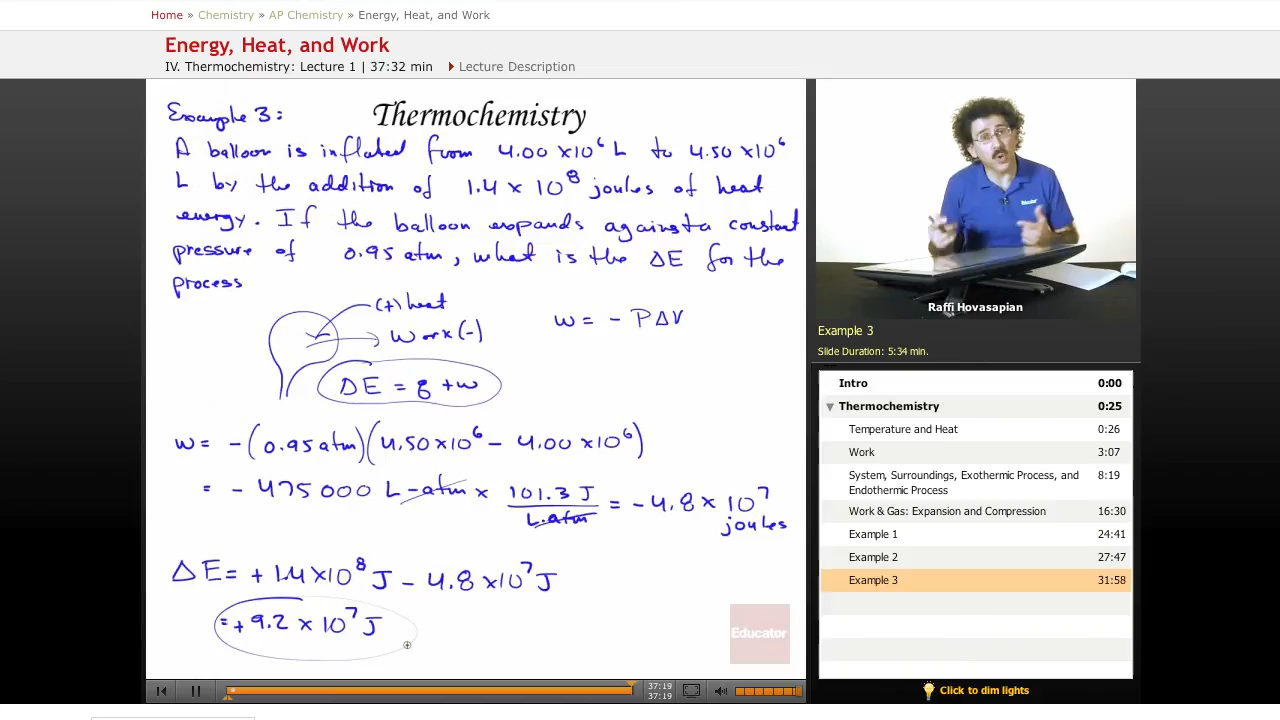 Home » Chemistry » AP Chemistry » Energy, Heat, and Work
Energy, Heat, and Work
IV. Thermochemistry: Lecture 1 | 37:32 min Lecture Description
Example 3: Thermochemistry
A balloon is inflated from 4.00 x10⁶ L to 4.50 x10⁶
L by the addition of 1.4 x 10⁸ joules of heat
energy. If the balloon expands against a constant
pressure of 0.95 atm, what is the ΔE for the
process
(+) heat
Work (-)
w = - PΔV
ΔE = q + w
w = -(0.95 atm)(4.50 x10⁶ - 4.00 x10⁶)
= - 475 000 L-atm x 101.3 J / L.atm = -4.8 x 10⁷
joules
ΔE = + 1.4 x10⁸ J - 4.8 x10⁷ J
= + 9.2 x 10⁷ J
Educator
Educator
Raffi Hovasapian
Example 3
Slide Duration: 5:34 min.
Intro 0:00
Thermochemistry 0:25
Temperature and Heat 0:26
Work 3:07
System, Surroundings, Exothermic Process, and 8:19
Endothermic Process
Work & Gas: Expansion and Compression 16:30
Example 1 24:41
Example 2 27:47
Example 3 31:58
37:19
37:19
Click to dim lights